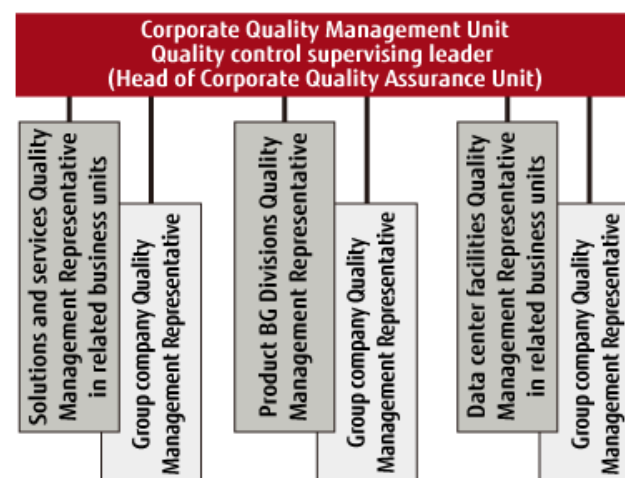 Corporate Quality Management Unit
Quality control supervising leader
(Head of Corporate Quality Assurance Unit)
Solutions and services Quality
Management Representative
in related business units
Group company Quality
Management Representative
Product BG Divisions Quality
Management Representative
Group company Quality
Management Representative
Data center facilities Quality
Management Representative
in related business units
Group company Quality
Management Representative